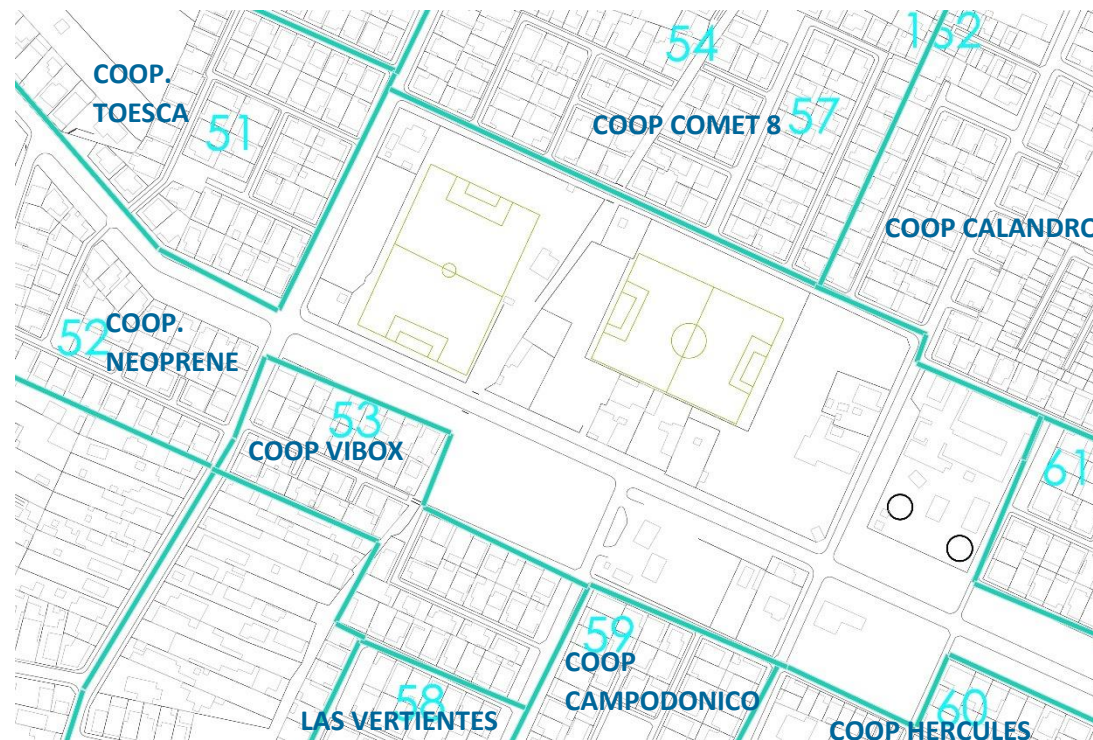 54
132
COOP.
TOESCA
51
COOP COMET 8
57
COOP CALANDRO
52
COOP.
NEOPRENE
53
COOP VIBOX
61
59
COOP
CAMPODONICO
58
LAS VERTIENTES
60
COOP HERCULES